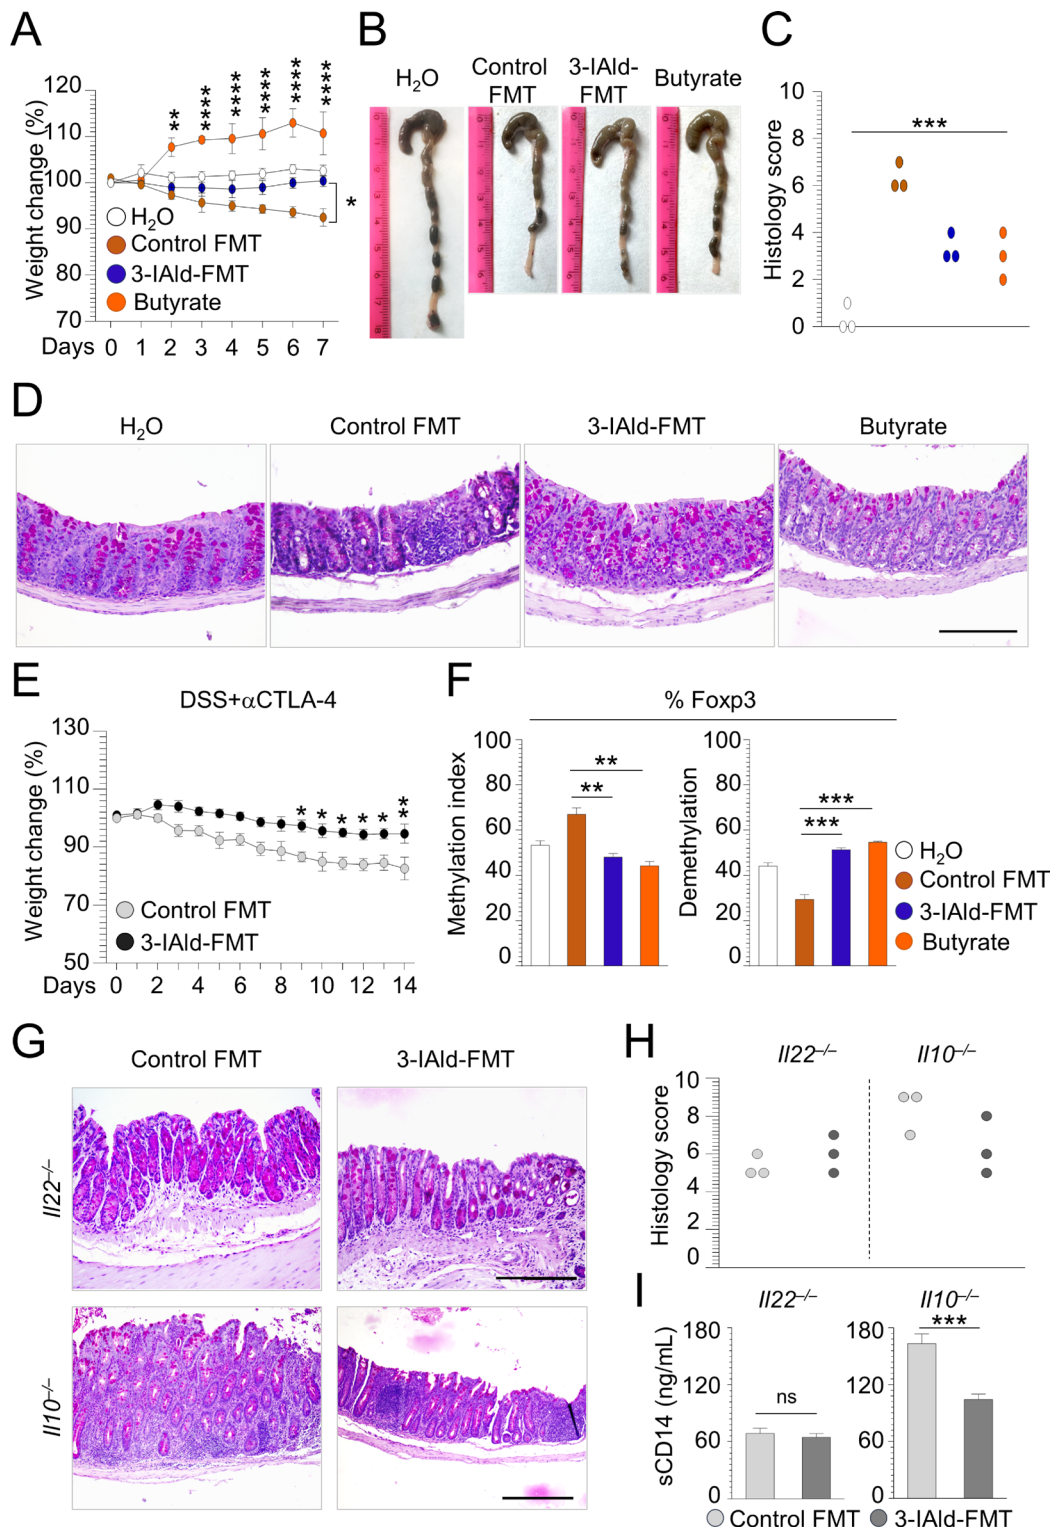 A
Weight change (%)
120
110
100
90
80
70
** **** **** **** **** ****
*
H₂O
Control FMT
3-IAld-FMT
Butyrate
Days 0 1 2 3 4 5 6 7
B
H₂O
Control FMT
3-IAld-FMT
Butyrate
C
Histology score
10
8
6
4
2
0
***
D
H₂O Control FMT 3-IAld-FMT Butyrate
E
DSS+αCTLA-4
Weight change (%)
130
110
90
70
50
* * * * * **
Control FMT
3-IAld-FMT
Days 0 2 4 6 8 10 12 14
F
% Foxp3
Methylation index
100
80
60
40
20
0
**
**
Demethylation
100
80
60
40
20
0
***
***
H₂O
Control FMT
3-IAld-FMT
Butyrate
G
Control FMT 3-IAld-FMT
Il22–/–
Il10–/–
H
Il22–/– Il10–/–
Histology score
10
8
6
4
2
0
I
Il22–/– Il10–/–
sCD14 (ng/mL)
180
120
60
0
ns
180
120
60
0
***
Control FMT 3-IAld-FMT